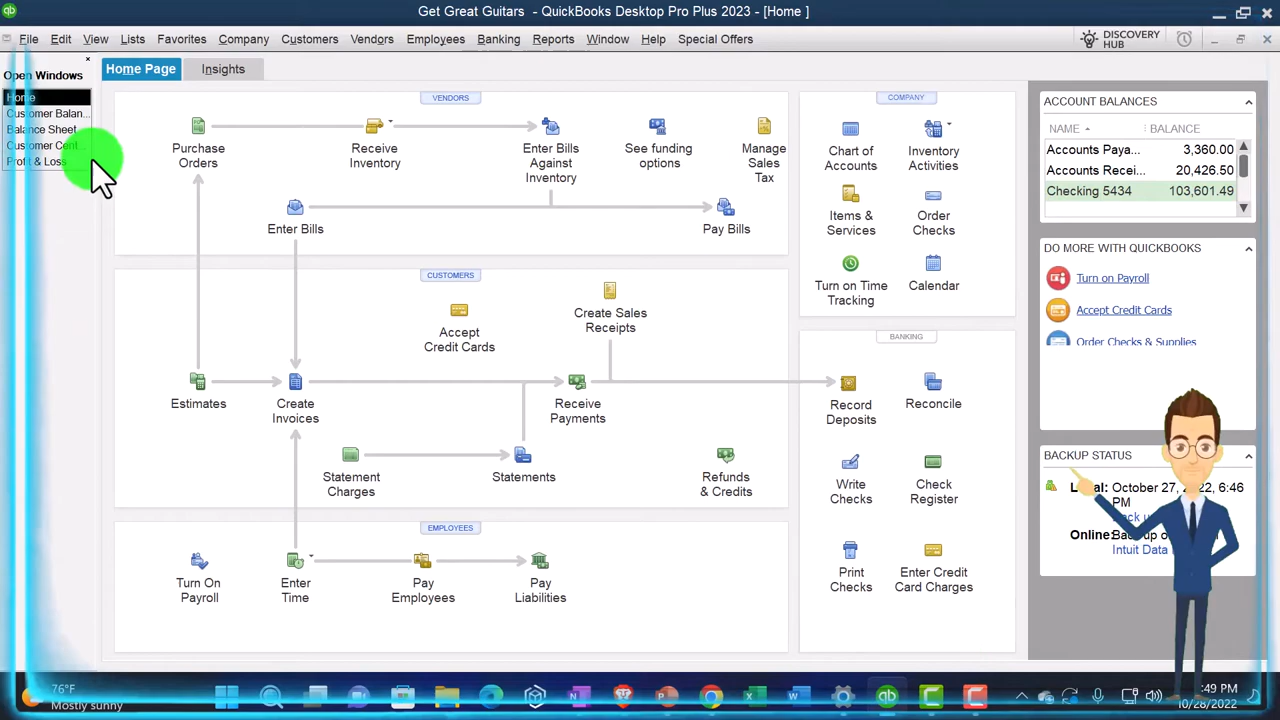 qb
Get Great Guitars - QuickBooks Desktop Pro Plus 2023 - [Home ]
File Edit View Lists Favorites Company Customers Vendors Employees Banking Reports Window Help Special Offers
DISCOVERY
HUB
Open Windows
Home
Customer Balan...
Balance Sheet
Customer Cent...
Profit & Loss
Home Page
Insights
VENDORS
Purchase
Orders
Receive
Inventory
Enter Bills
Against
Inventory
See funding
options
Manage
Sales
Tax
Enter Bills
Pay Bills
CUSTOMERS
Accept
Credit Cards
Create Sales
Receipts
Estimates
Create
Invoices
Receive
Payments
Statement
Charges
Statements
Refunds
& Credits
EMPLOYEES
Turn On
Payroll
Enter
Time
Pay
Employees
Pay
Liabilities
COMPANY
Chart of
Accounts
Inventory
Activities
Items &
Services
Order
Checks
Turn on Time
Tracking
Calendar
BANKING
Record
Deposits
Reconcile
Write
Checks
Check
Register
Print
Checks
Enter Credit
Card Charges
ACCOUNT BALANCES
NAME BALANCE
Accounts Paya... 3,360.00
Accounts Recei... 20,426.50
Checking 5434 103,601.49
DO MORE WITH QUICKBOOKS
Turn on Payroll
Accept Credit Cards
Order Checks & Supplies
BACKUP STATUS
October 27,
6:46
PM
Online:
Intuit Data
76°F
Mostly sunny
:49 PM
10/28/2022